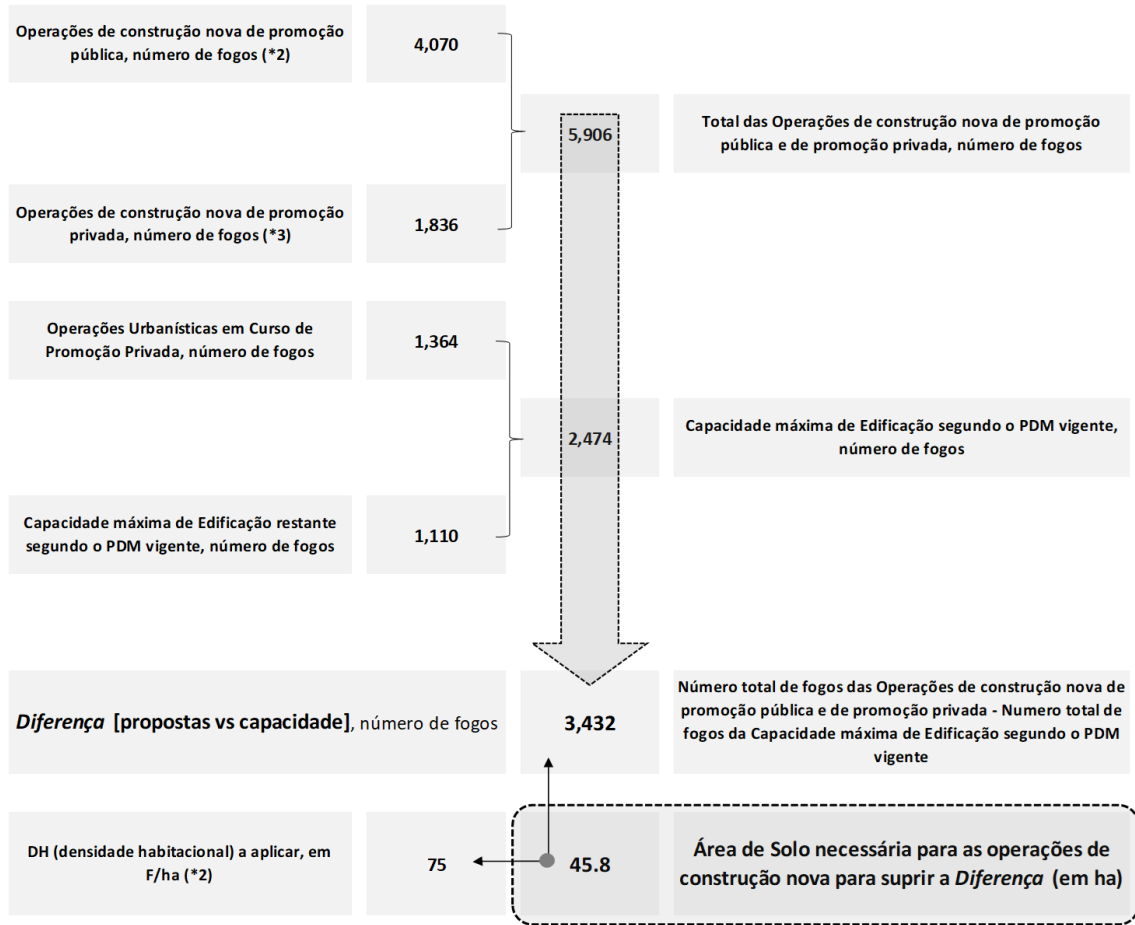 Operações de construção nova de promoção
pública, número de fogos (*2)
4,070
5,906
Total das Operações de construção nova de promoção
pública e de promoção privada, número de fogos
Operações de construção nova de promoção
privada, número de fogos (*3)
1,836
Operações Urbanísticas em Curso de
Promoção Privada, número de fogos
1,364
2,474
Capacidade máxima de Edificação segundo o PDM vigente,
número de fogos
Capacidade máxima de Edificação restante
segundo o PDM vigente, número de fogos
1,110
Diferença [propostas vs capacidade], número de fogos
3,432
Número total de fogos das Operações de construção nova de
promoção pública e de promoção privada - Numero total de
fogos da Capacidade máxima de Edificação segundo o PDM
vigente
DH (densidade habitacional) a aplicar, em
F/ha (*2)
75
45.8
Área de Solo necessária para as operações de
construção nova para suprir a Diferença (em ha)